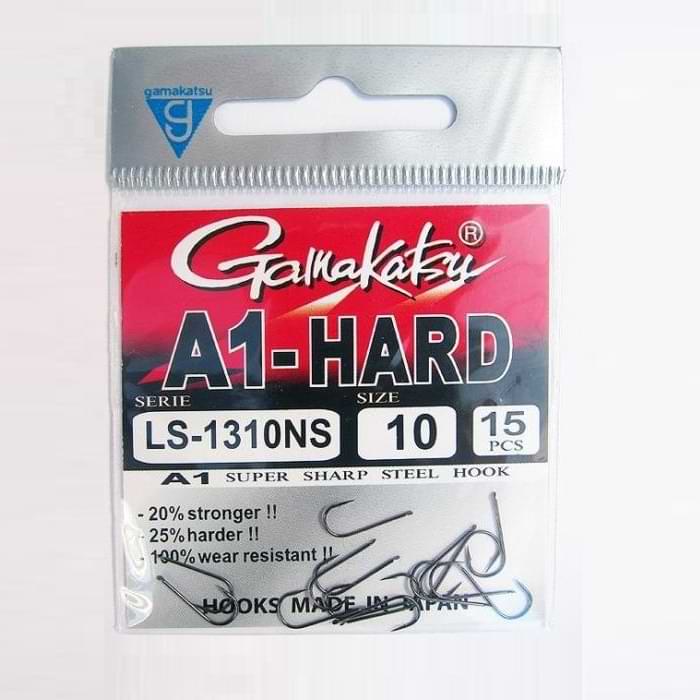 gamakatsu
g
Gamakatsu®
A1-HARD
SERIE SIZE
LS-1310NS 10 15 PCS
A1 SUPER SHARP STEEL HOOK
- 20% stronger !!
- 25% harder !!
- 100% wear resistant !!
HOOKS MADE IN JAPAN